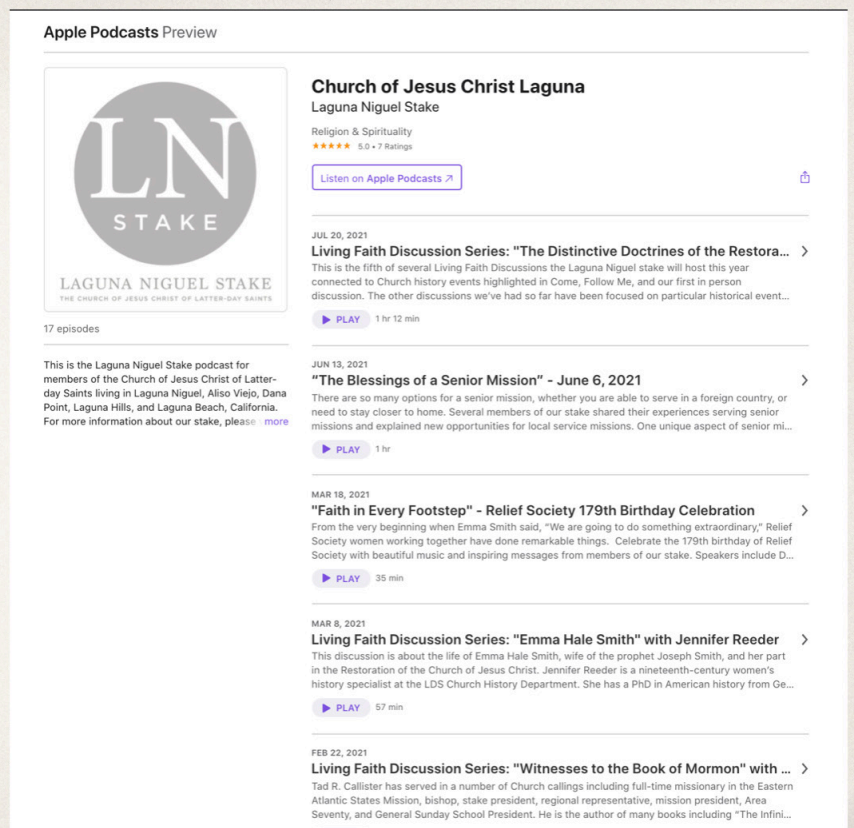 Apple Podcasts Preview
LN
STAKE
LAGUNA NIGUEL STAKE
THE CHURCH OF JESUS CHRIST OF LATTER-DAY SAINTS
17 episodes
This is the Laguna Niguel Stake podcast for
members of the Church of Jesus Christ of Latter-
day Saints living in Laguna Niguel, Aliso Viejo, Dana
Point, Laguna Hills, and Laguna Beach, California.
For more information about our stake, please more
Church of Jesus Christ Laguna
Laguna Niguel Stake
Religion & Spirituality
★★★★★ 5.0 • 7 Ratings
Listen on Apple Podcasts ↗
JUL 20, 2021
Living Faith Discussion Series: "The Distinctive Doctrines of the Restora...
This is the fifth of several Living Faith Discussions the Laguna Niguel stake will host this year
connected to Church history events highlighted in Come, Follow Me, and our first in person
discussion. The other discussions we've had so far have been focused on particular historical event...
PLAY 1 hr 12 min
JUN 13, 2021
“The Blessings of a Senior Mission” - June 6, 2021
There are so many options for a senior mission, whether you are able to serve in a foreign country, or
need to stay closer to home. Several members of our stake shared their experiences serving senior
missions and explained new opportunities for local service missions. One unique aspect of senior mi...
PLAY 1 hr
MAR 18, 2021
"Faith in Every Footstep" - Relief Society 179th Birthday Celebration
From the very beginning when Emma Smith said, “We are going to do something extraordinary,” Relief
Society women working together have done remarkable things. Celebrate the 179th birthday of Relief
Society with beautiful music and inspiring messages from members of our stake. Speakers include D...
PLAY 35 min
MAR 8, 2021
Living Faith Discussion Series: "Emma Hale Smith" with Jennifer Reeder
This discussion is about the life of Emma Hale Smith, wife of the prophet Joseph Smith, and her part
in the Restoration of the Church of Jesus Christ. Jennifer Reeder is a nineteenth-century women's
history specialist at the LDS Church History Department. She has a PhD in American history from Ge...
PLAY 57 min
FEB 22, 2021
Living Faith Discussion Series: "Witnesses to the Book of Mormon" with ...
Tad R. Callister has served in a number of Church callings including full-time missionary in the Eastern
Atlantic States Mission, bishop, stake president, regional representative, mission president, Area
Seventy, and General Sunday School President. He is the author of many books including “The Infini...